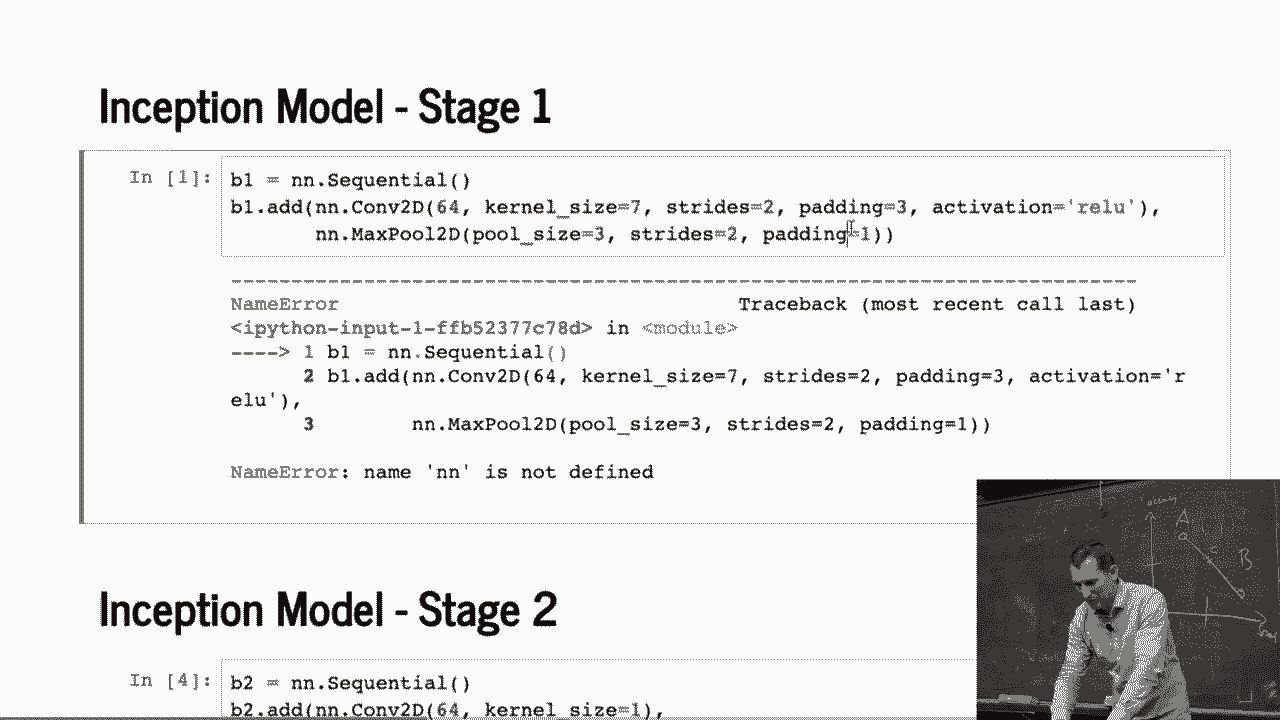 Inception Model - Stage 1
In [1]:
b1 = nn.Sequential()
b1.add(nn.Conv2D(64, kernel_size=7, strides=2, padding=3, activation='relu'),
nn.MaxPool2D(pool_size=3, strides=2, padding=1))
---------------------------------------------------------------------------
NameError Traceback (most recent call last)
<ipython-input-1-ffb52377c78d> in <module>
----> 1 b1 = nn.Sequential()
2 b1.add(nn.Conv2D(64, kernel_size=7, strides=2, padding=3, activation='r
elu'),
3 nn.MaxPool2D(pool_size=3, strides=2, padding=1))
NameError: name 'nn' is not defined
A
B
Inception Model - Stage 2
In [4]:
b2 = nn.Sequential()
b2.add(nn.Conv2D(64, kernel_size=1),